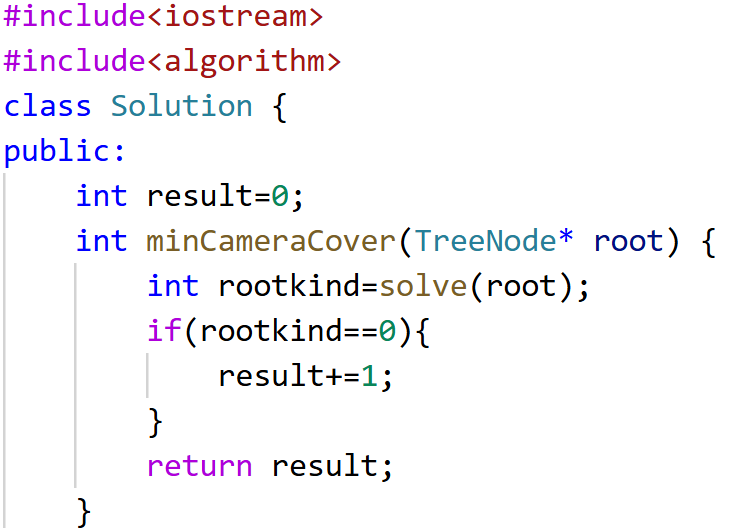 #include<iostream>
#include<algorithm>
class Solution {
public:
    int result=0;
    int minCameraCover(TreeNode* root) {
        int rootkind=solve(root);
        if(rootkind==0){
            result+=1;
        }
        return result;
    }